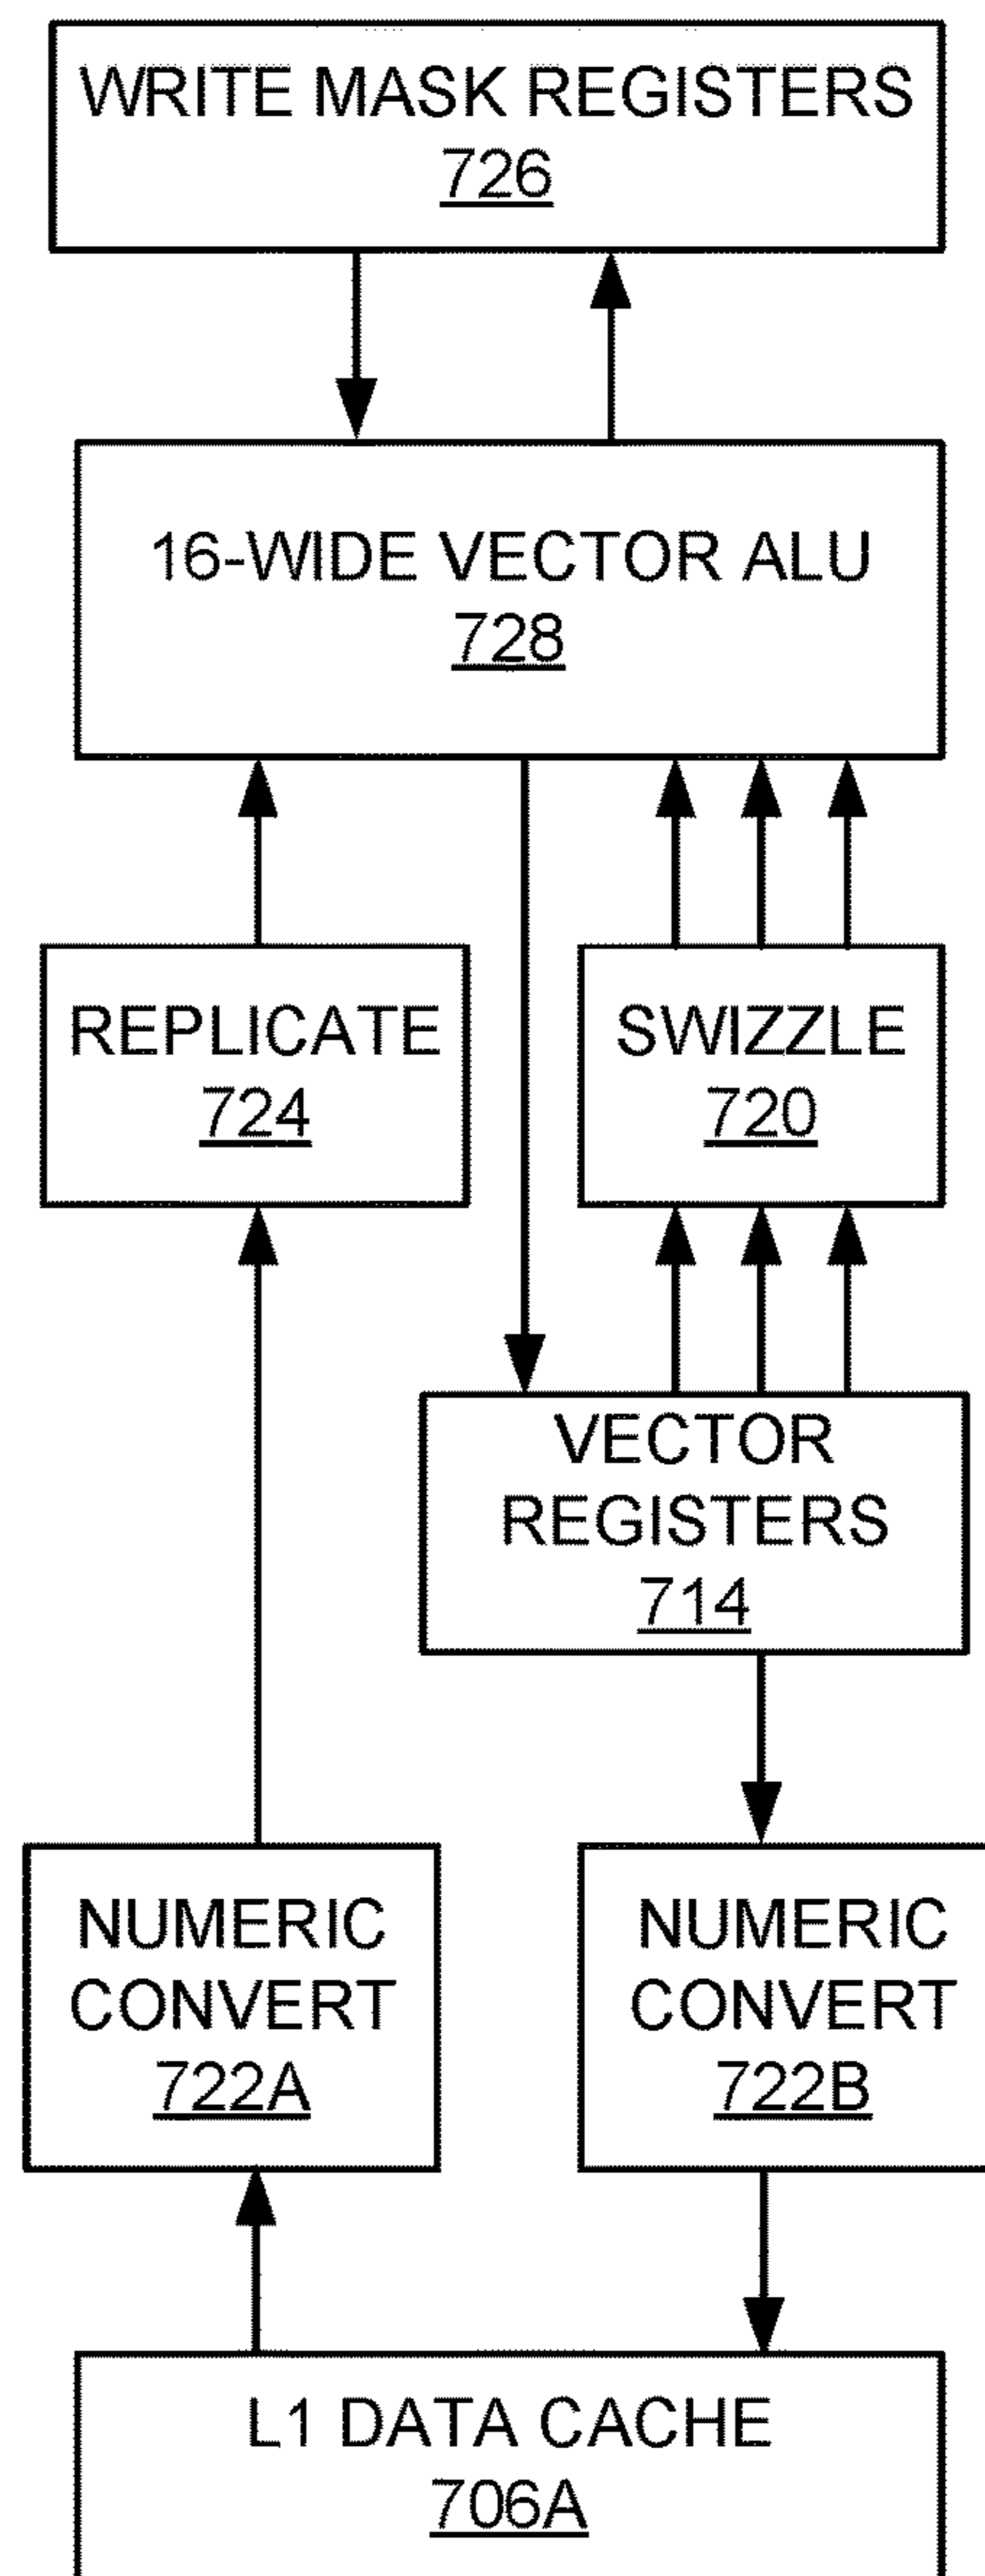 WRITE MASK REGISTERS
726
16-WIDE VECTOR ALU
728
REPLICATE
724
SWIZZLE
720
VECTOR
REGISTERS
714
NUMERIC
CONVERT
722A
NUMERIC
CONVERT
722B
L1 DATA CACHE
706A